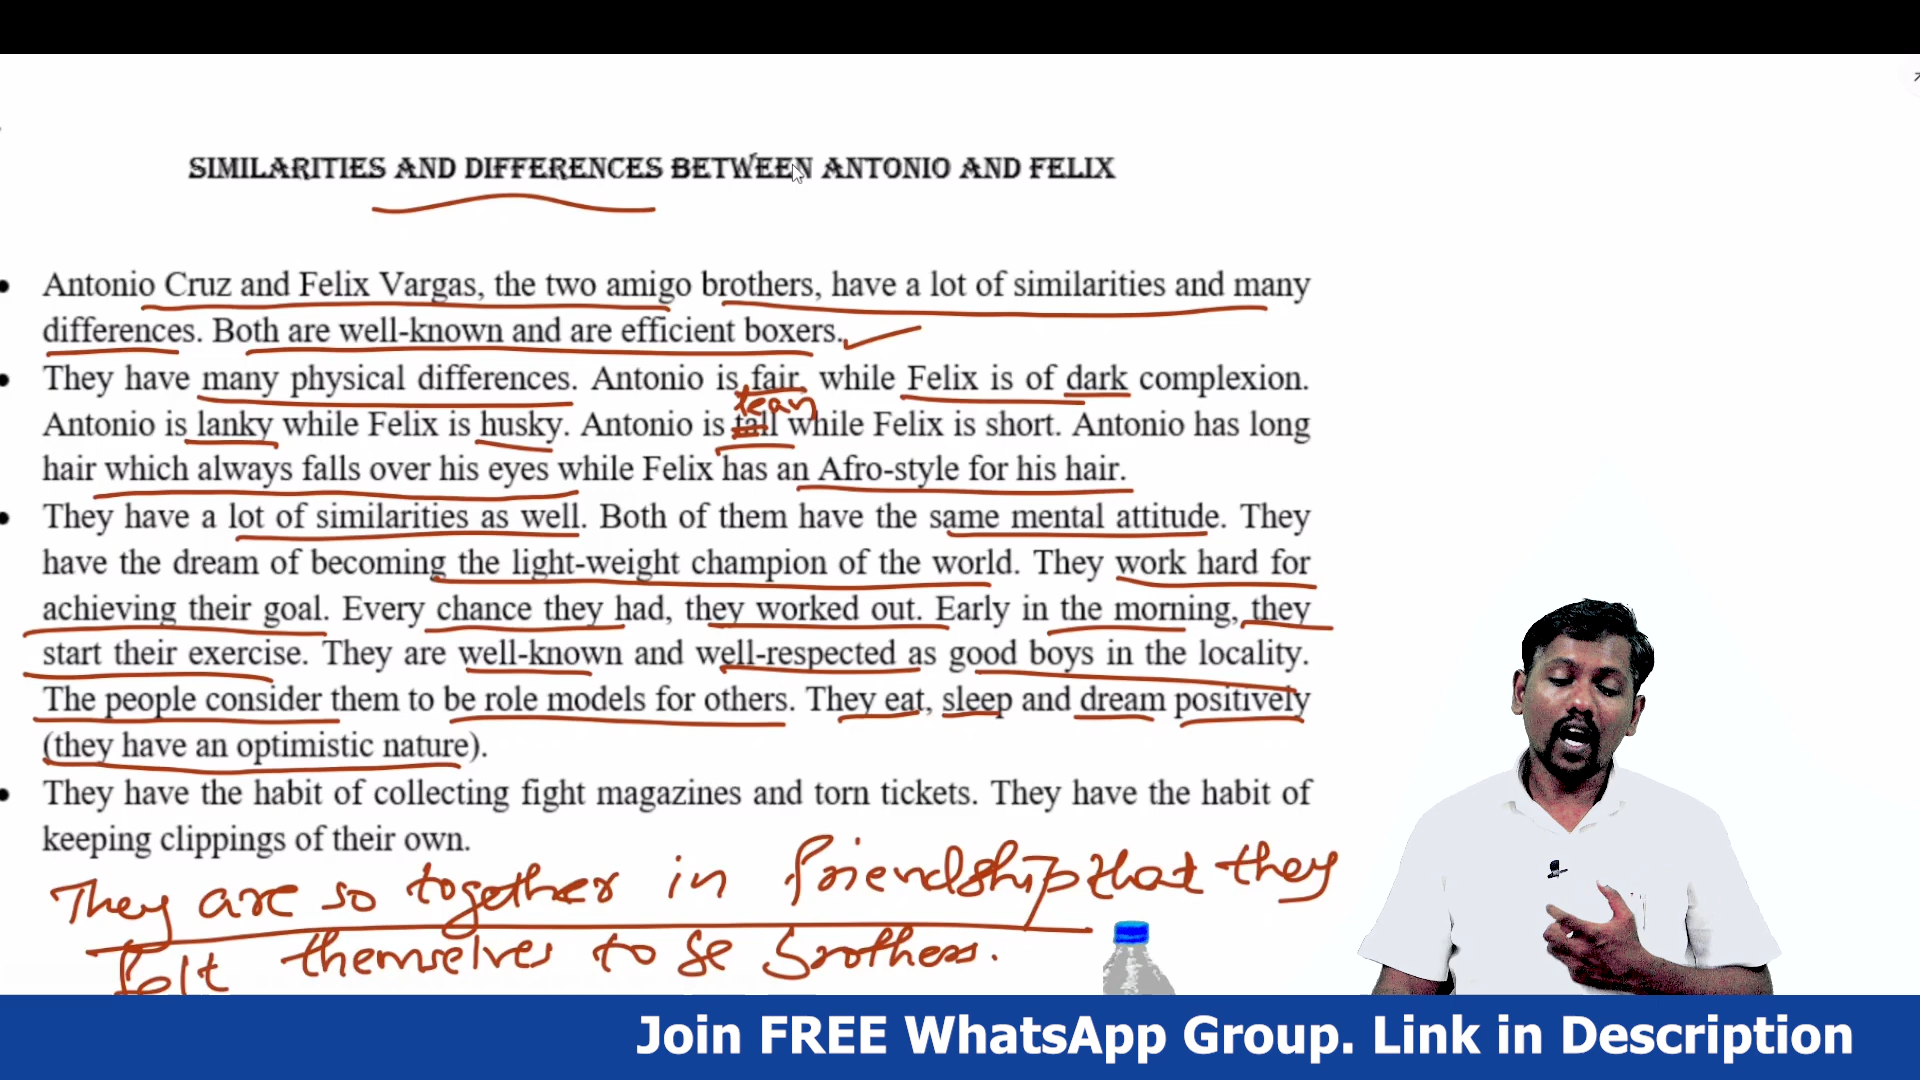 SIMILARITIES AND DIFFERENCES BETWEEN ANTONIO AND FELIX
• Antonio Cruz and Felix Vargas, the two amigo brothers, have a lot of similarities and many
differences. Both are well-known and are efficient boxers.
• They have many physical differences. Antonio is fair while Felix is of dark complexion.
lean
Antonio is lanky while Felix is husky. Antonio is tall while Felix is short. Antonio has long
hair which always falls over his eyes while Felix has an Afro-style for his hair.
• They have a lot of similarities as well. Both of them have the same mental attitude. They
have the dream of becoming the light-weight champion of the world. They work hard for
achieving their goal. Every chance they had, they worked out. Early in the morning, they
start their exercise. They are well-known and well-respected as good boys in the locality.
The people consider them to be role models for others. They eat, sleep and dream positively
(they have an optimistic nature).
• They have the habit of collecting fight magazines and torn tickets. They have the habit of
keeping clippings of their own.
They are so together in friendship that they
felt themselves to be brothers.
Join FREE WhatsApp Group. Link in Description